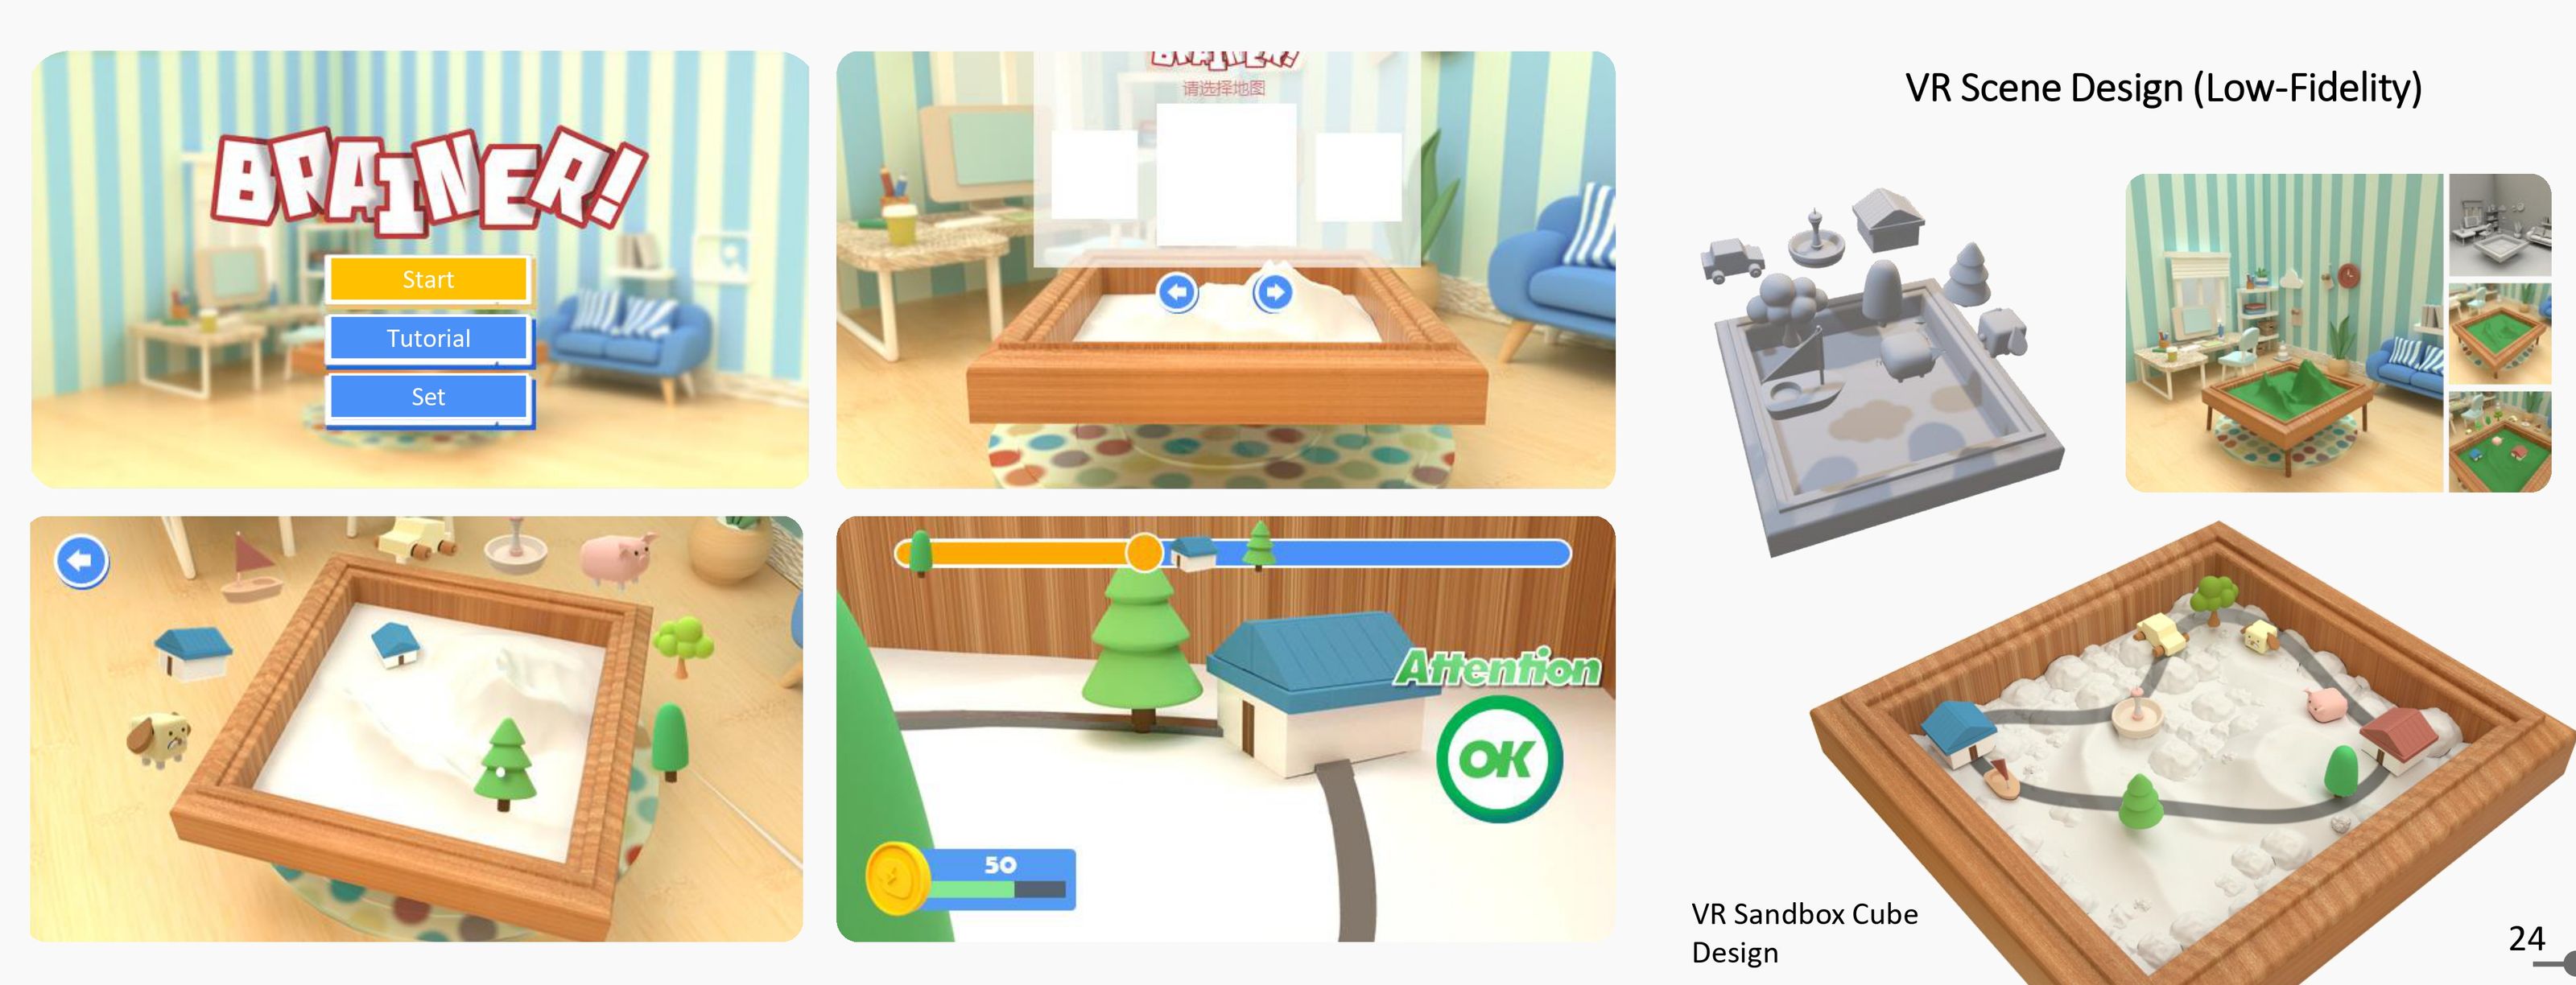 BRAINER!
Start
Tutorial
Set
BRAINER!
请选择地图
Attention
OK
50
VR Scene Design (Low-Fidelity)
VR Sandbox Cube
Design
24